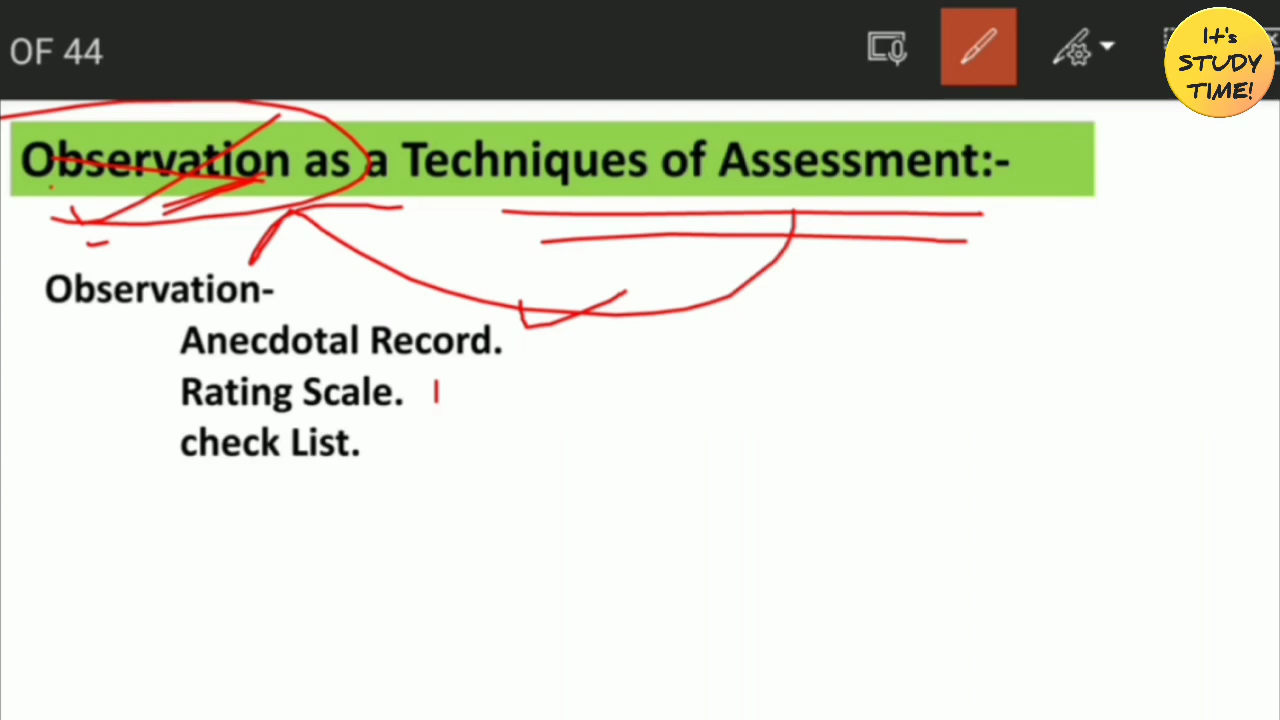 OF 44
It's
STUDY
TIME!
Observation as a Techniques of Assessment:-
Observation-
Anecdotal Record.
Rating Scale.
check List.